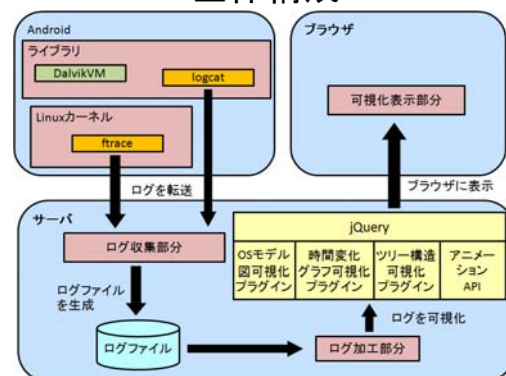 Android
ライブラリ
DalvikVM
logcat
Linuxカーネル
ftrace
ブラウザ
可視化表示部分
ログを転送
ブラウザに表示
サーバ
ログ収集部分
ログファイル
を生成
ログファイル
jQuery
OSモデル
図可視化
プラグイン
時間変化
グラフ可視化
プラグイン
ツリー構造
可視化
プラグイン
アニメー
ション
API
ログを可視化
ログ加工部分